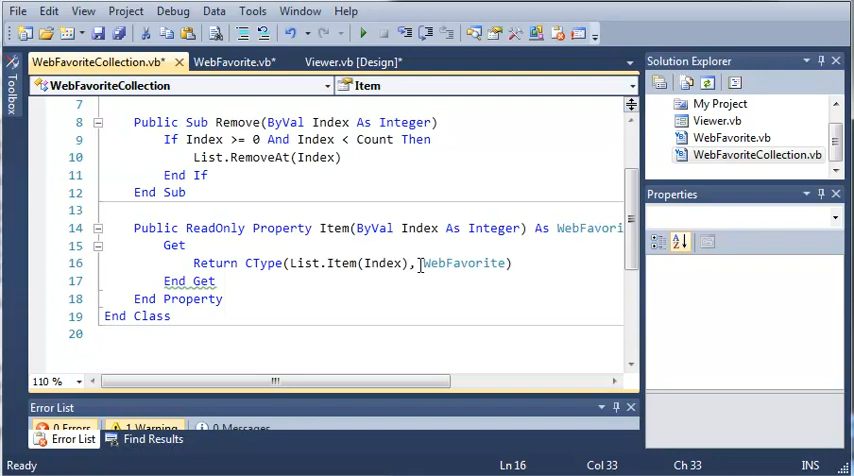 File Edit View Project Debug Data Tools Window Help
WebFavoriteCollection.vb* WebFavorite.vb* Viewer.vb [Design]*
WebFavoriteCollection Item
7
8 Public Sub Remove(ByVal Index As Integer)
9 If Index >= 0 And Index < Count Then
10 List.RemoveAt(Index)
11 End If
12 End Sub
13
14 Public ReadOnly Property Item(ByVal Index As Integer) As WebFavori
15 Get
16 Return CType(List.Item(Index), WebFavorite)
17 End Get
18 End Property
19 End Class
20
110 %
Toolbox
Solution Explorer
My Project
Viewer.vb
WebFavorite.vb
WebFavoriteCollection.vb
Properties
Error List
0 Errors 1 Warning 0 Messages
Error List Find Results
Ready Ln 16 Col 33 Ch 33 INS